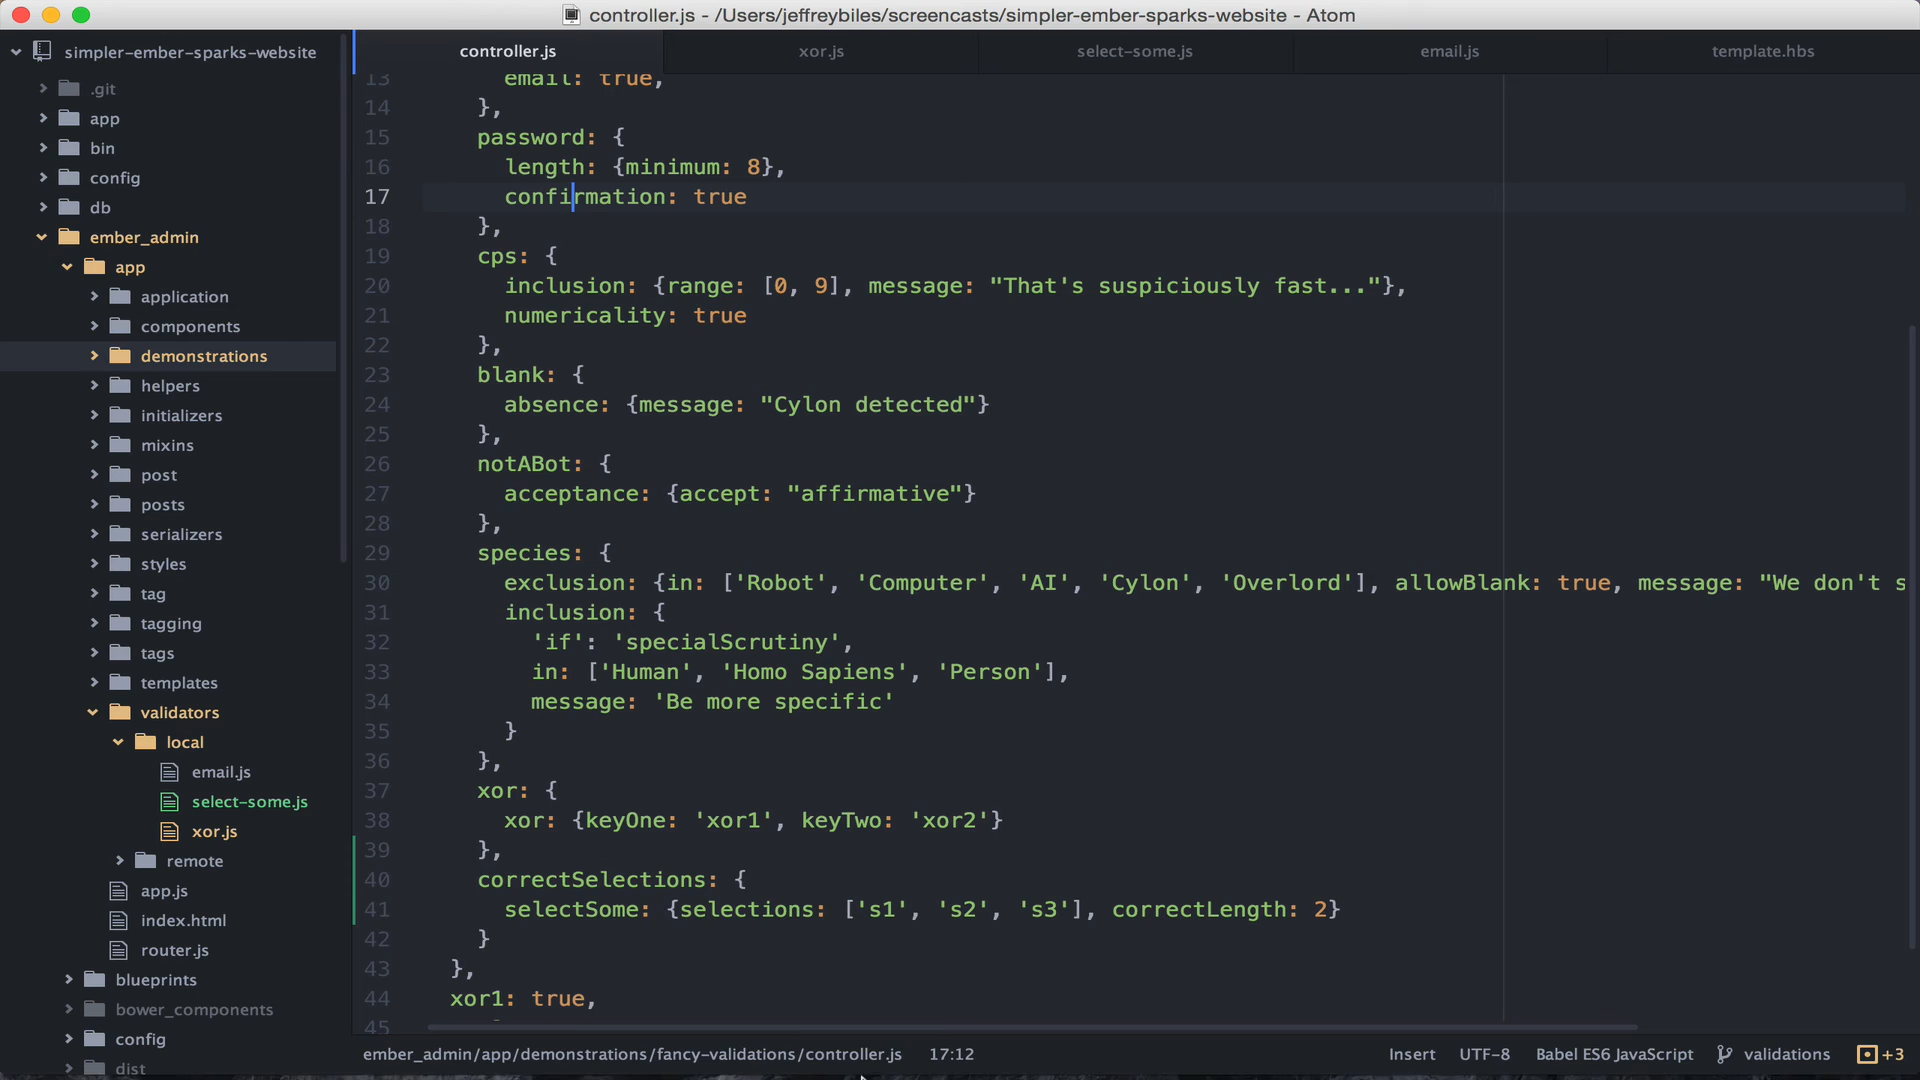 controller.js - /Users/jeffreybiles/screencasts/simpler-ember-sparks-website - Atom
simpler-ember-sparks-website
.git
app
bin
config
db
ember_admin
app
application
components
demonstrations
helpers
initializers
mixins
post
posts
serializers
styles
tag
tagging
tags
templates
validators
local
email.js
select-some.js
xor.js
remote
app.js
index.html
router.js
blueprints
bower_components
config
dist
controller.js xor.js select-some.js email.js template.hbs
13 email: true,
14 },
15 password: {
16 length: {minimum: 8},
17 confirmation: true
18 },
19 cps: {
20 inclusion: {range: [0, 9], message: "That's suspiciously fast..."},
21 numericality: true
22 },
23 blank: {
24 absence: {message: "Cylon detected"}
25 },
26 notABot: {
27 acceptance: {accept: "affirmative"}
28 },
29 species: {
30 exclusion: {in: ['Robot', 'Computer', 'AI', 'Cylon', 'Overlord'], allowBlank: true, message: "We don't s
31 inclusion: {
32 'if': 'specialScrutiny',
33 in: ['Human', 'Homo Sapiens', 'Person'],
34 message: 'Be more specific'
35 }
36 },
37 xor: {
38 xor: {keyOne: 'xor1', keyTwo: 'xor2'}
39 },
40 correctSelections: {
41 selectSome: {selections: ['s1', 's2', 's3'], correctLength: 2}
42 }
43 },
44 xor1: true,
45
ember_admin/app/demonstrations/fancy-validations/controller.js 17:12 Insert UTF-8 Babel ES6 JavaScript validations +3